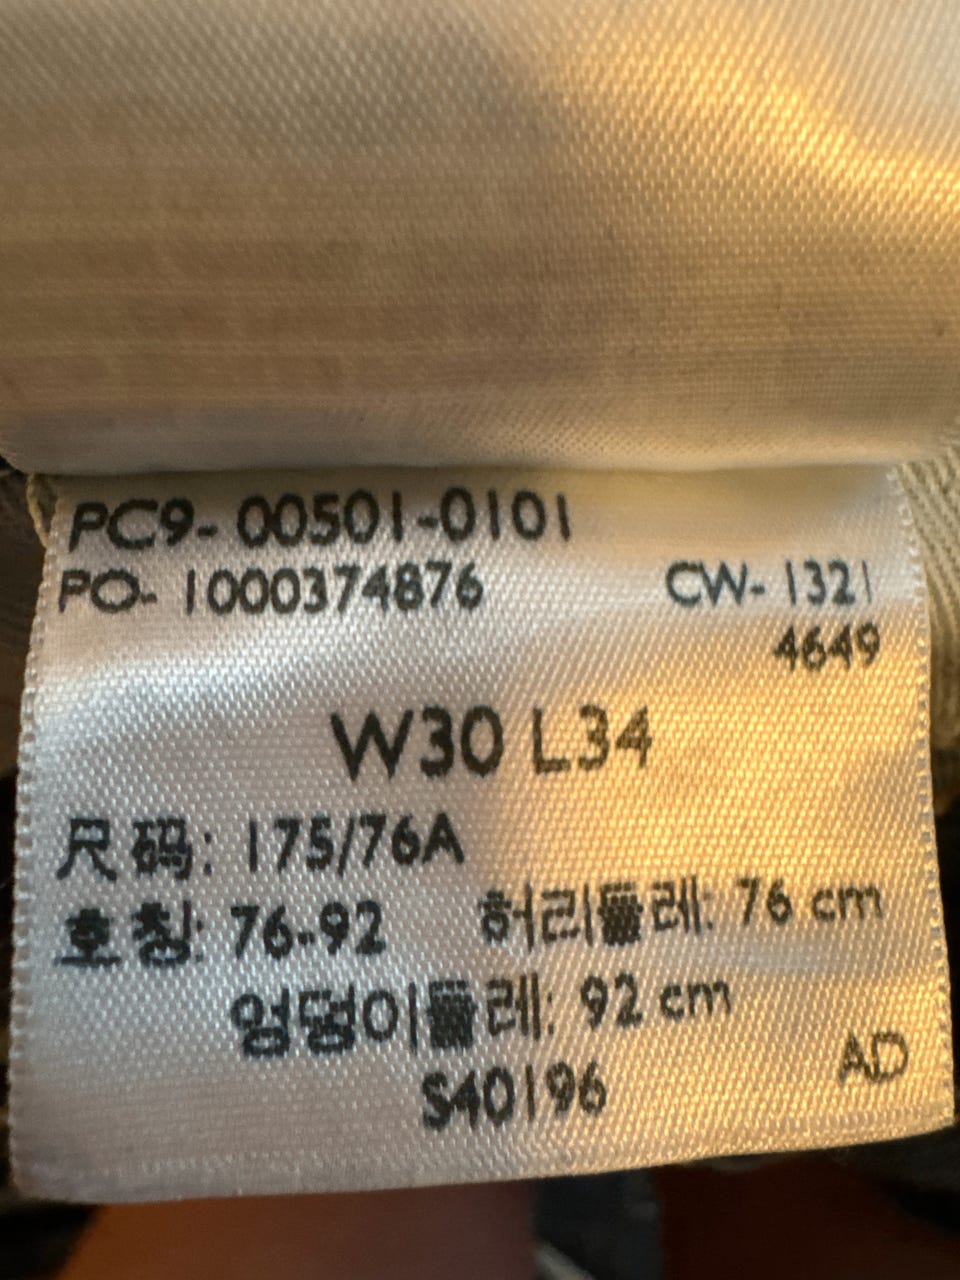 PC9- 00501-0101
PO- 1000374876 CW- 1321
4649
W30 L34
尺码: 175/76A
호칭: 76-92 허리둘레: 76 cm
엉덩이둘레: 92 cm
S40196 AD